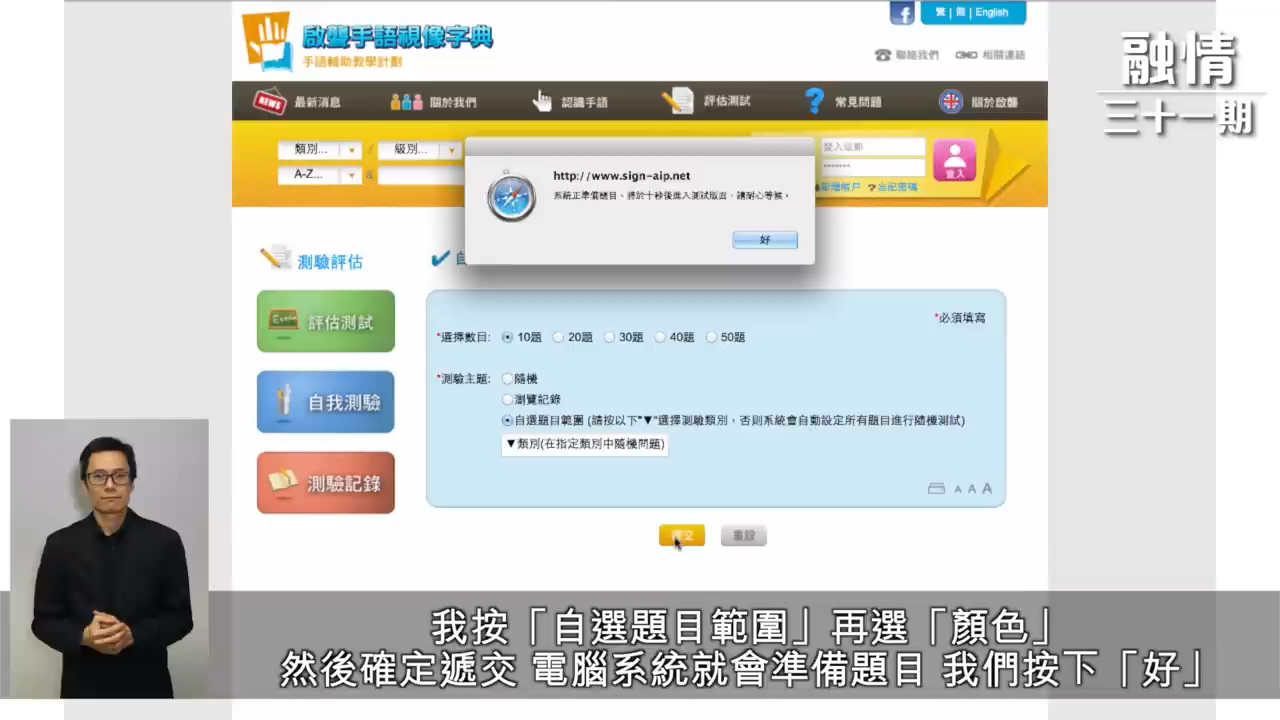 繁 | 簡 | English
啟聾手語視像字典
手語輔助教學計劃
聯絡我們
相關連結
融情
三十一期
NEWS
最新消息
關於我們
認識手語
評估測試
常見問題
關於啟聾
類別...
/
級別...
A-Z...
&
登入
? 忘記密碼
http://www.sign-aip.net
系統正準備題目。將於十秒後進入測試版面，請耐心等候。
好
測驗評估
自
評估測試
自我測驗
測驗記錄
*必須填寫
*選擇數目: 10題 20題 30題 40題 50題
*測驗主題: 隨機
瀏覽記錄
自選題目範圍 (請按以下"▼"選擇測驗類別，否則系統會自動設定所有題目進行隨機測試)
▼類別(在指定類別中隨機問題)
A A A
遞交
重設
我按「自選題目範圍」再選「顏色」
然後確定遞交 電腦系統就會準備題目 我們按下「好」